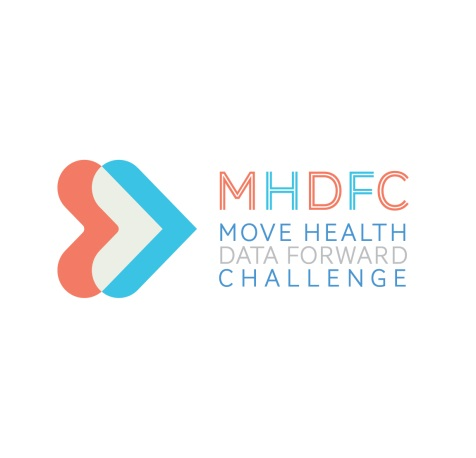 MHDFC
MOVE HEALTH
DATA FORWARD
CHALLENGE